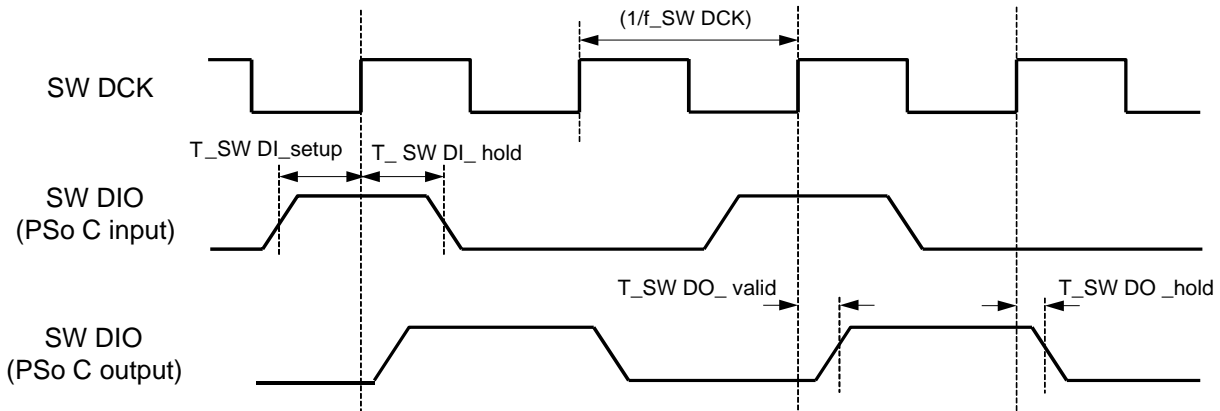 (1/f_SW DCK)
SW DCK
T_SW DI_setup
T_ SW DI_ hold
SW DIO
(PSo C input)
T_SW DO_ valid
T_SW DO _hold
SW DIO
(PSo C output)